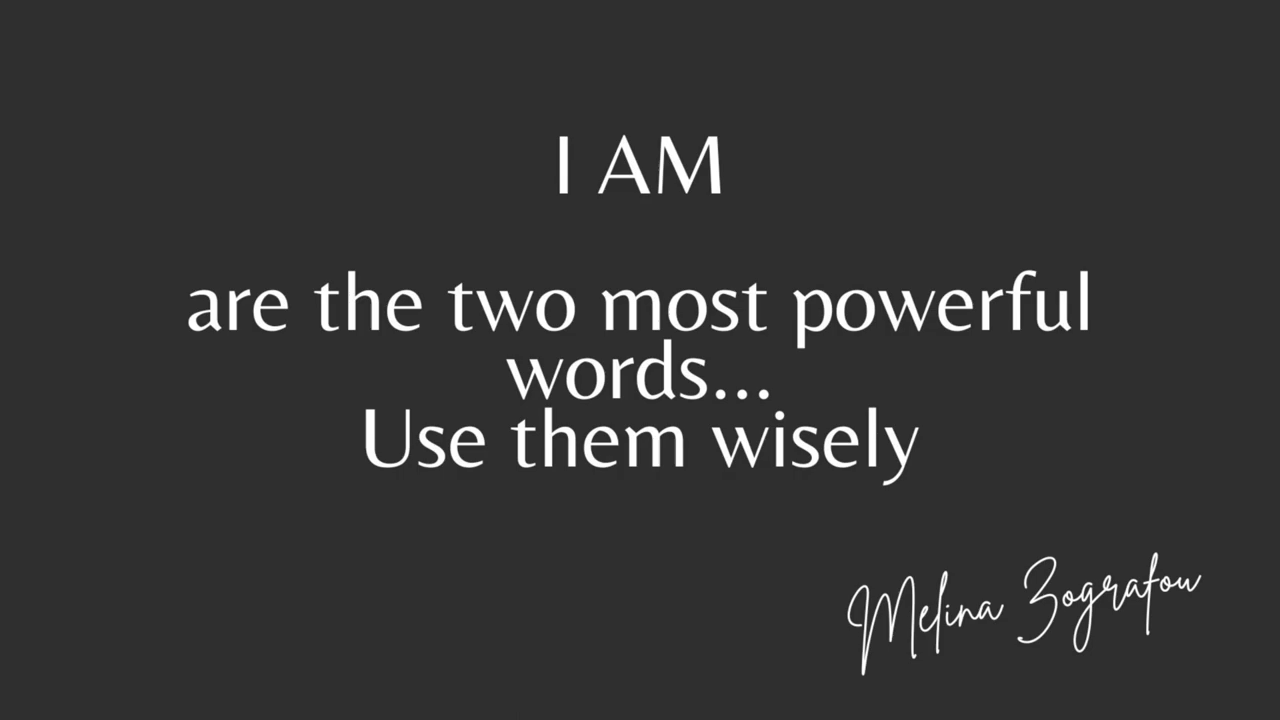 I AM
are the two most powerful
words...
Use them wisely
Melina Zografou